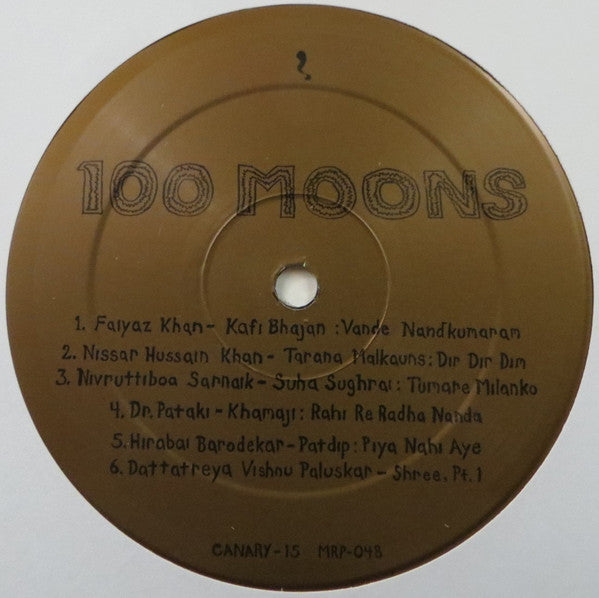 100 MOONS
1. Faiyaz Khan - Kafi Bhajan : Vande Nandkumaram
2. Nissar Hussain Khan - Tarana Malkauns: Dir Dir Dim
3. Nivruttiboa Sarnaik - Suha Sughrai : Tumare Milanko
4. Dr. Pataki - Khamaji : Rahi Re Radha Nanda
5. Hirabai Barodekar - Patdip : Piya Nahi Aye
6. Dattatreya Vishnu Paluskar - Shree, Pt. 1
CANARY - 15 MRP-048